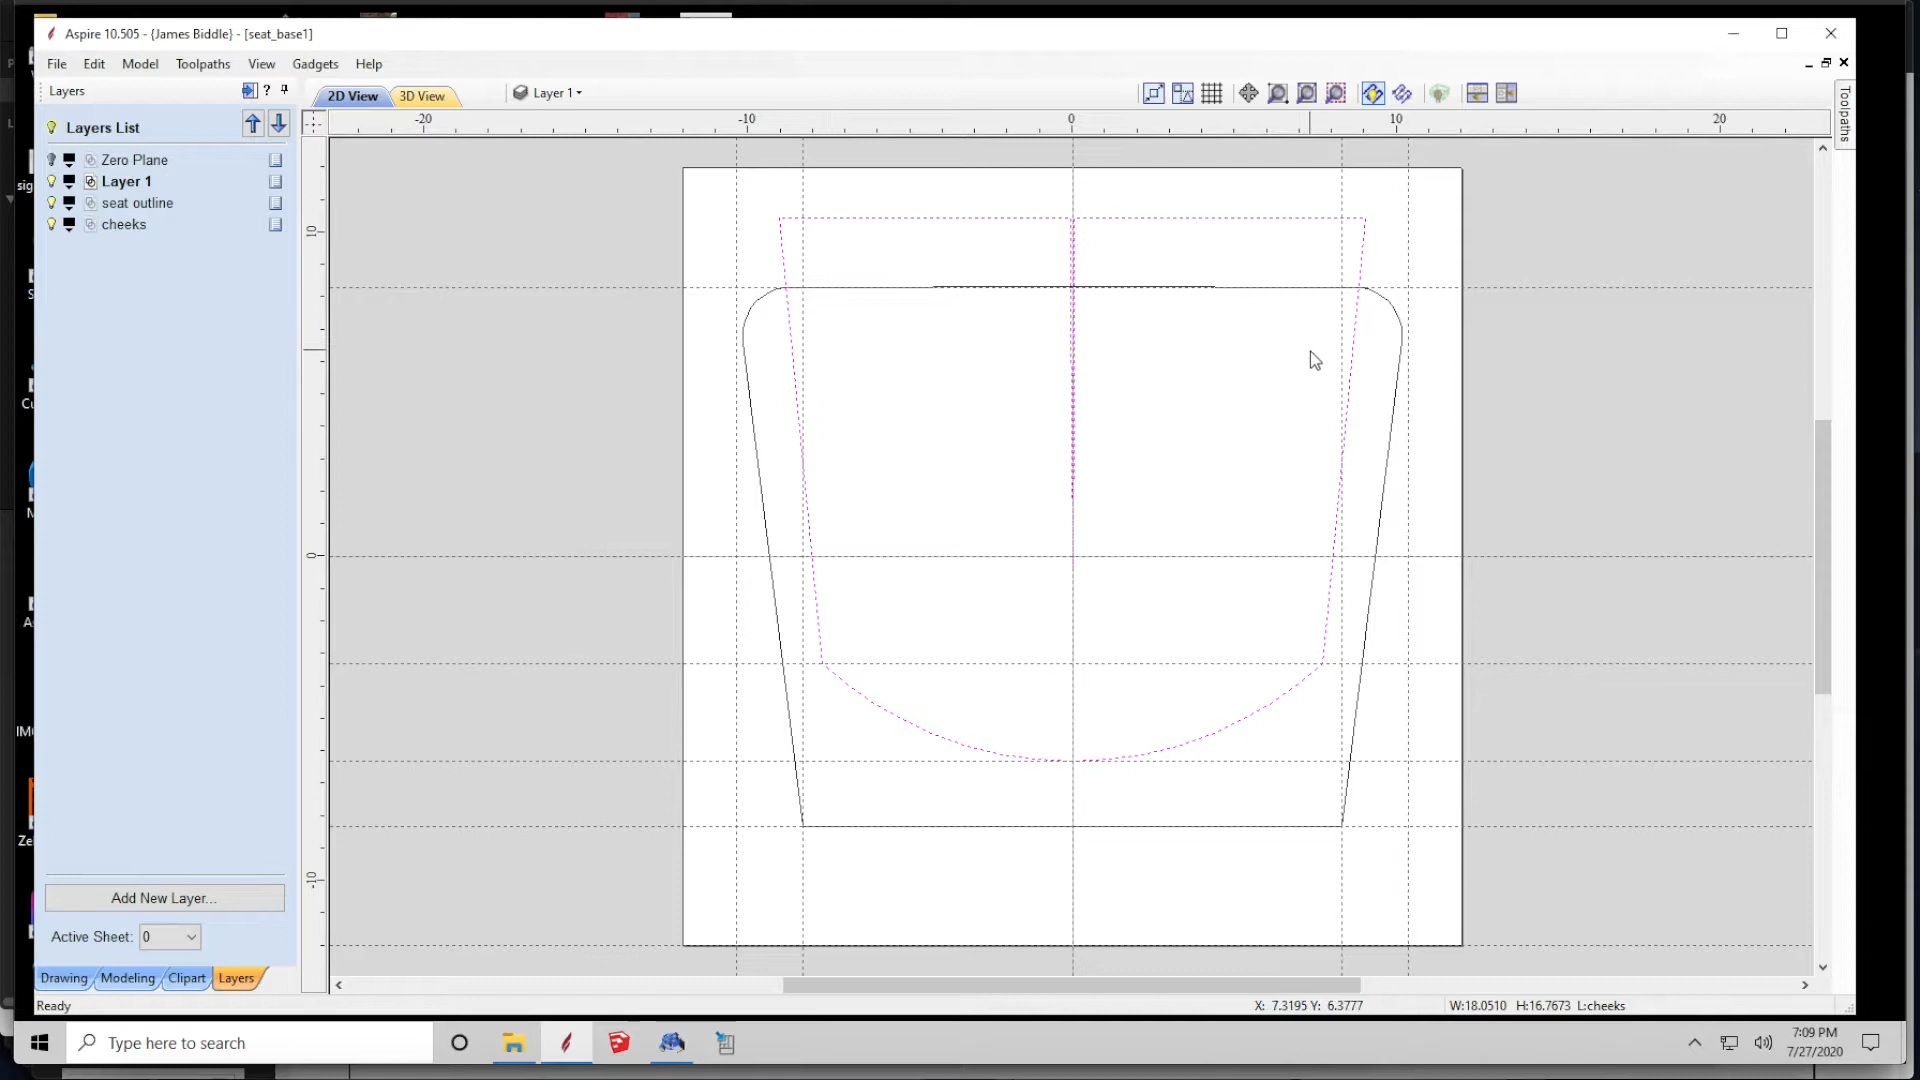 Aspire 10.505 - {James Biddle} - [seat_base1]
File Edit Model Toolpaths View Gadgets Help
Layers ?
2D View 3D View Layer 1
Toolpaths
Layers List
-20 -10 0 10 20
Zero Plane
Layer 1
seat outline
cheeks
10
0
-10
Add New Layer...
Active Sheet: 0
Drawing Modeling Clipart Layers
Ready X: 7.3195 Y: 6.3777 W:18.0510 H:16.7673 L:cheeks
Type here to search
7:09 PM
7/27/2020